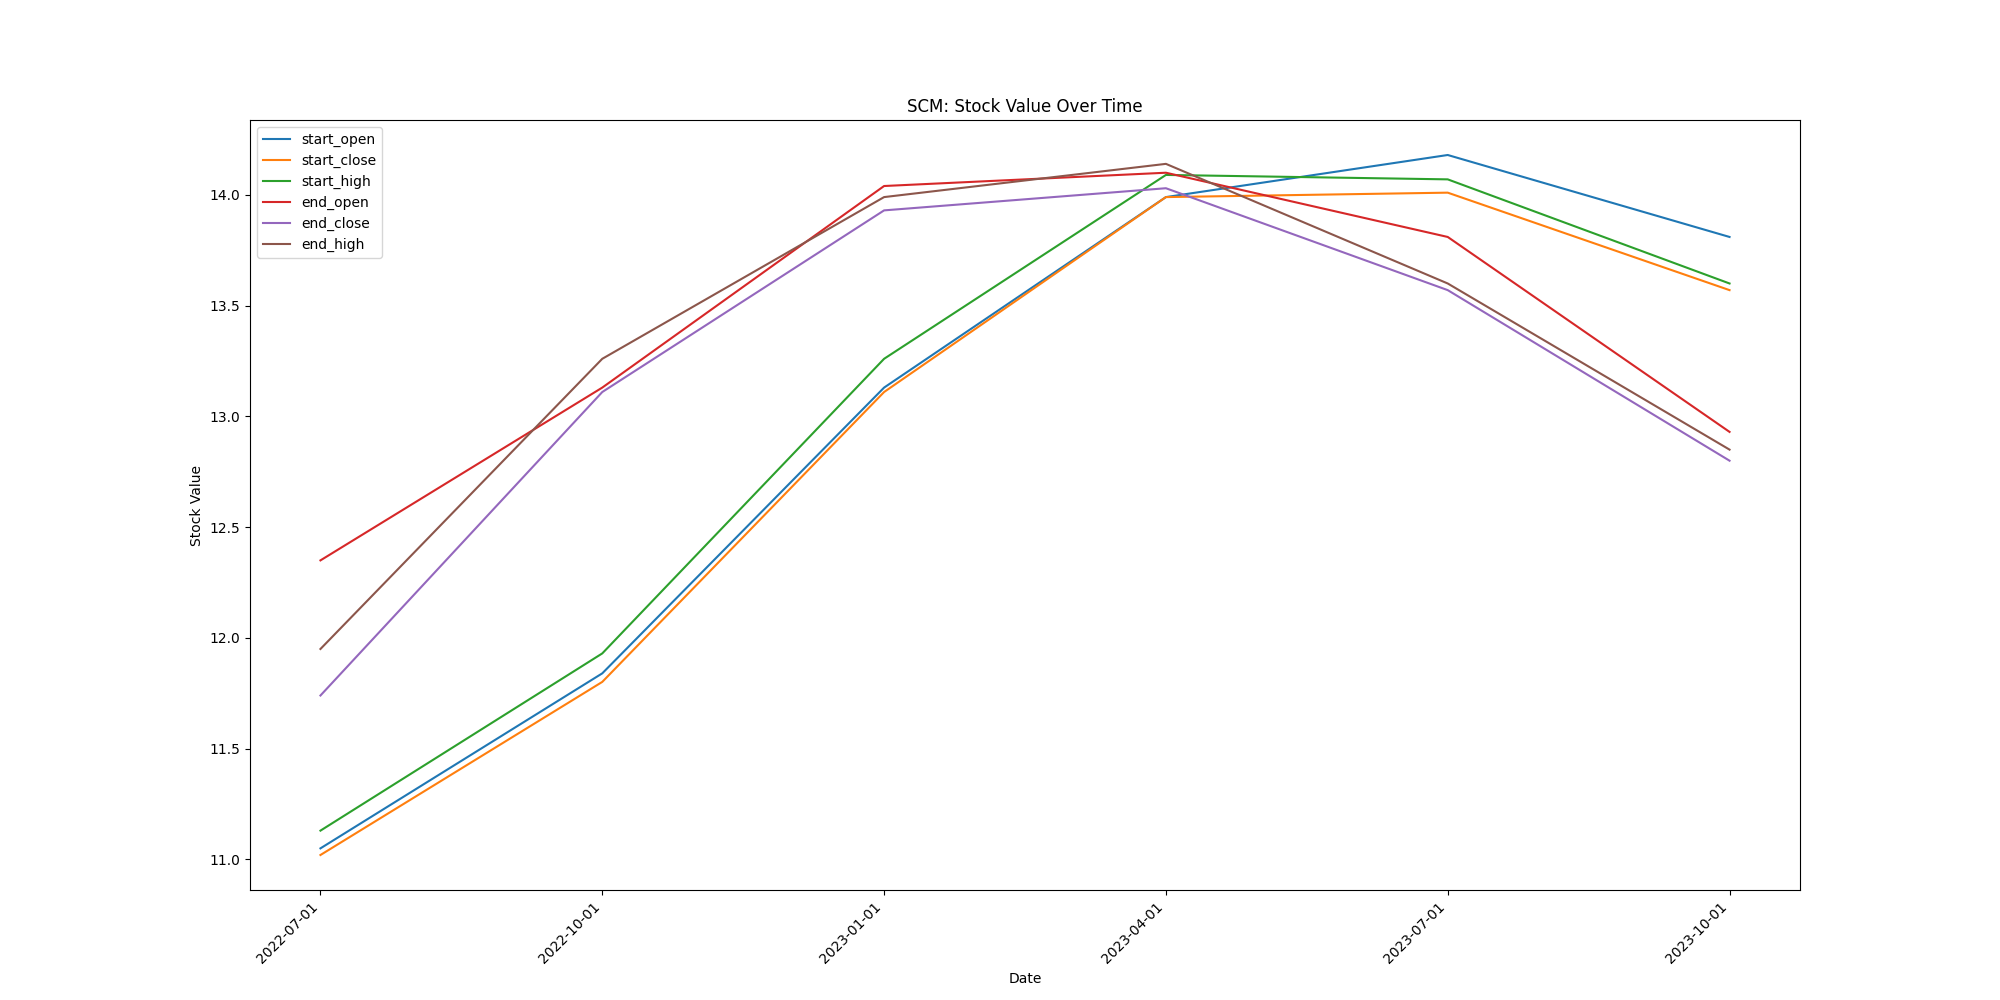 SCM: Stock Value Over Time
start_open
start_close
start_high
end_open
end_close
end_high
Stock Value
14.0
13.5
13.0
12.5
12.0
11.5
11.0
2022-07-01
2022-10-01
2023-01-01
2023-04-01
2023-07-01
2023-10-01
Date